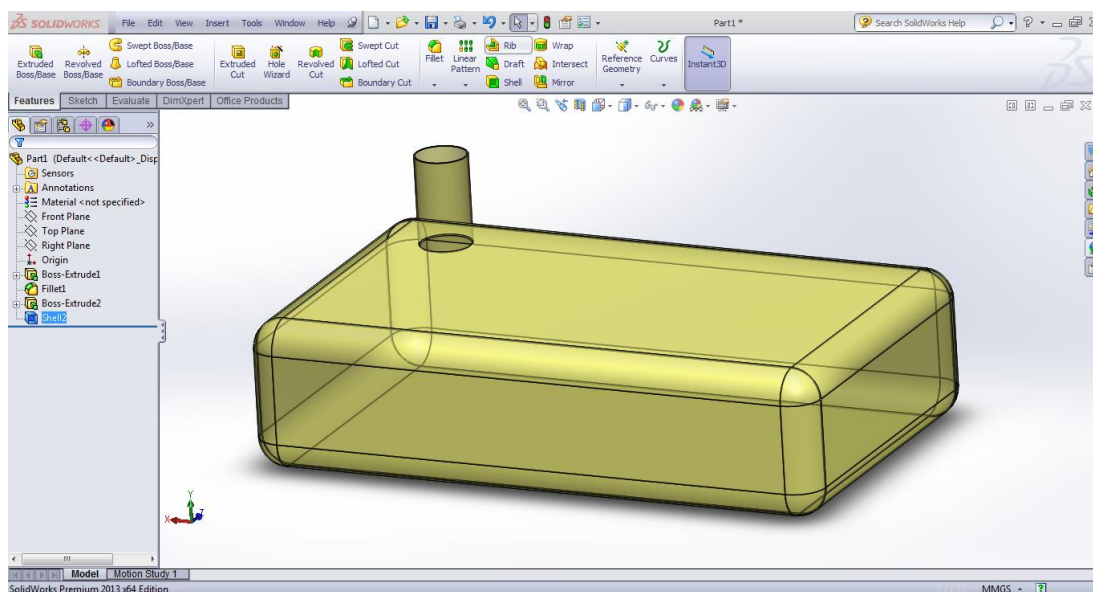 SOLIDWORKS File Edit View Insert Tools Window Help Part1 * Search SolidWorks Help
Extruded Boss/Base
Revolved Boss/Base
Swept Boss/Base
Lofted Boss/Base
Boundary Boss/Base
Extruded Cut
Hole Wizard
Revolved Cut
Swept Cut
Lofted Cut
Boundary Cut
Fillet
Linear Pattern
Rib
Draft
Shell
Wrap
Intersect
Mirror
Reference Geometry
Curves
Instant3D
Features Sketch Evaluate DimXpert Office Products
Part1 (Default<<Default>_Disp
Sensors
Annotations
Material <not specified>
Front Plane
Top Plane
Right Plane
Origin
Boss-Extrude1
Fillet1
Boss-Extrude2
Shell2
Y
X
Z
Model Motion Study 1
SolidWorks Premium 2013 x64 Edition MMGS